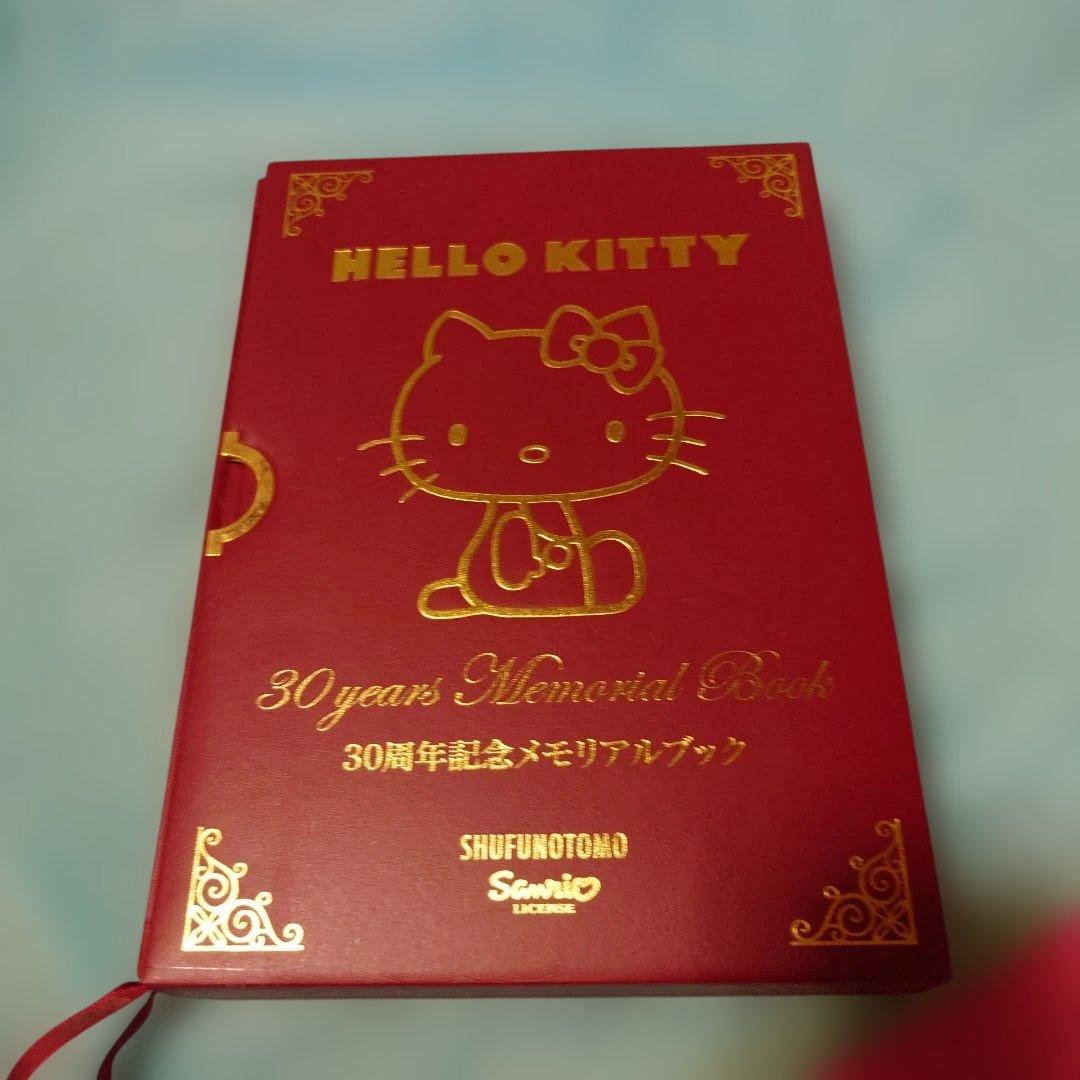 HELLO KITTY
30 years Memorial Book
30周年記念メモリアルブック
SHUFUNOTOMO
Sanrio
LICENSE